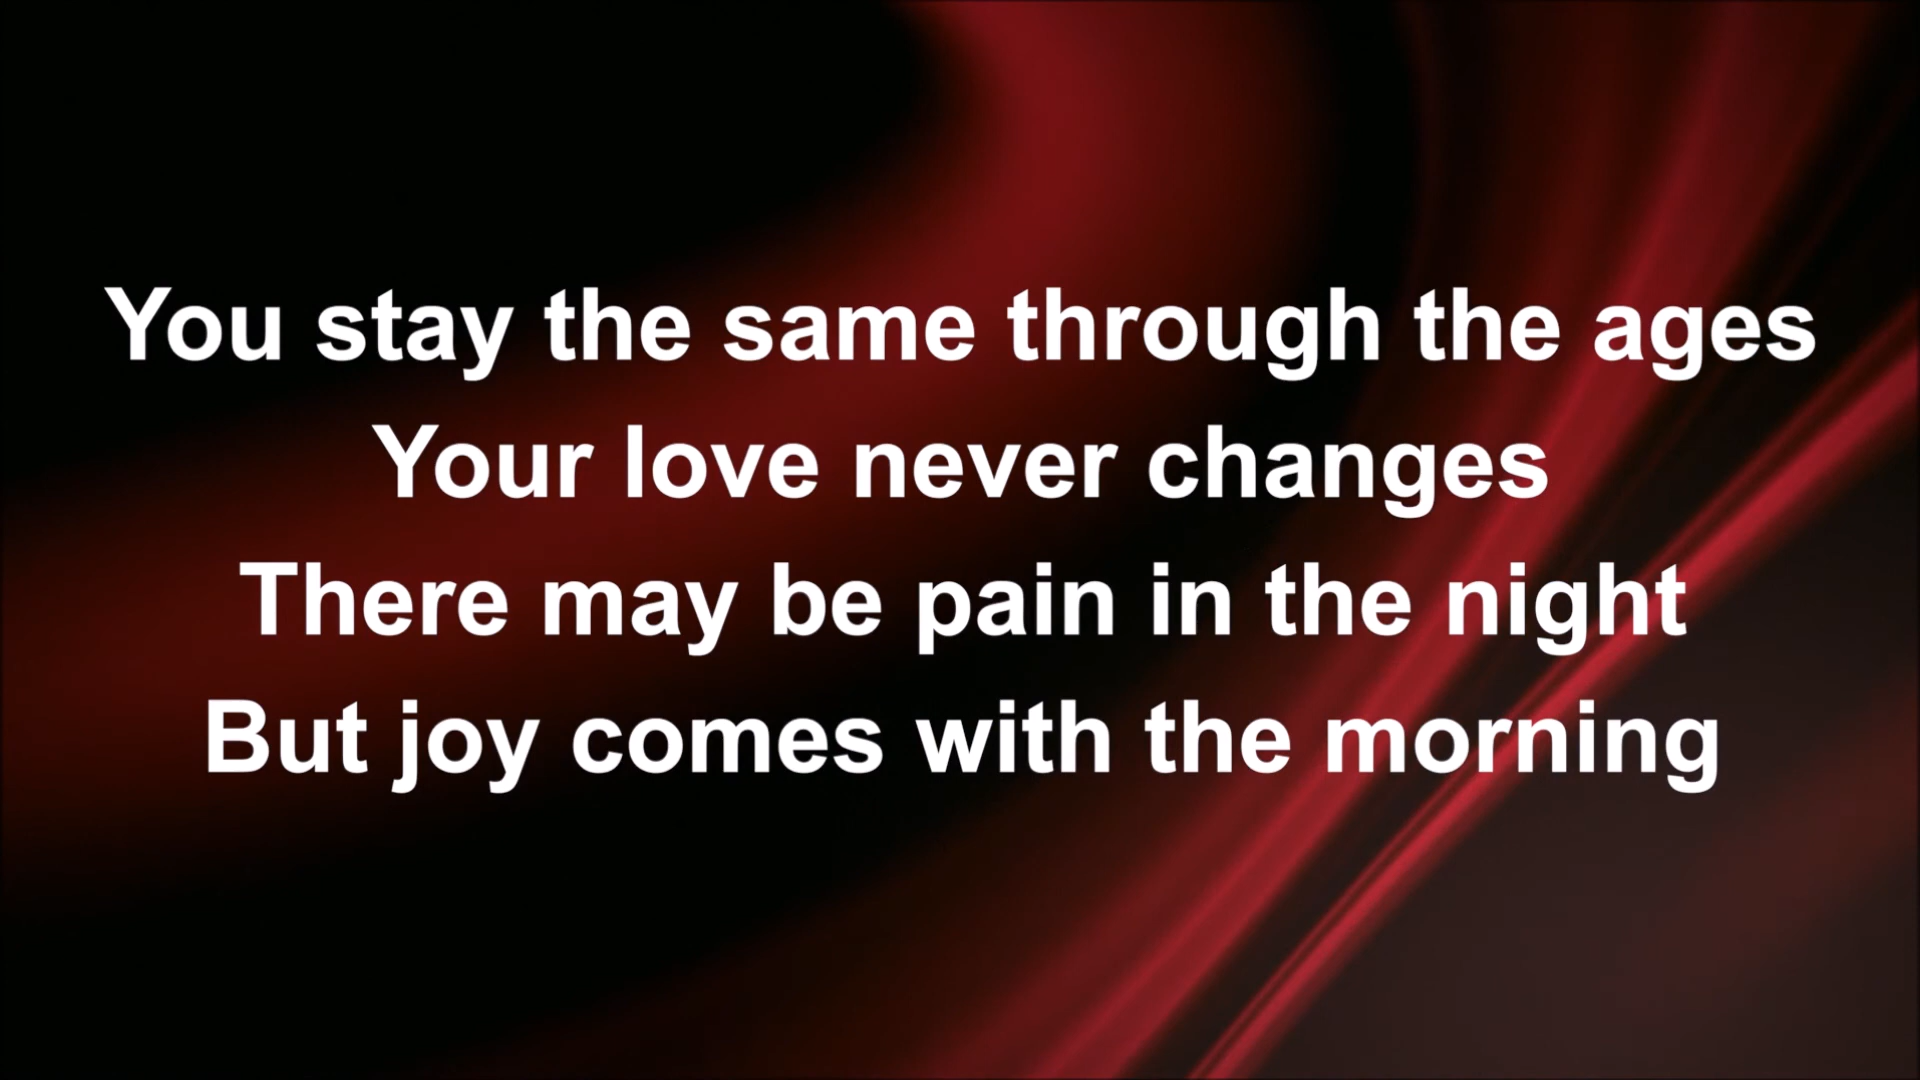 You stay the same through the ages
Your love never changes
There may be pain in the night
But joy comes with the morning